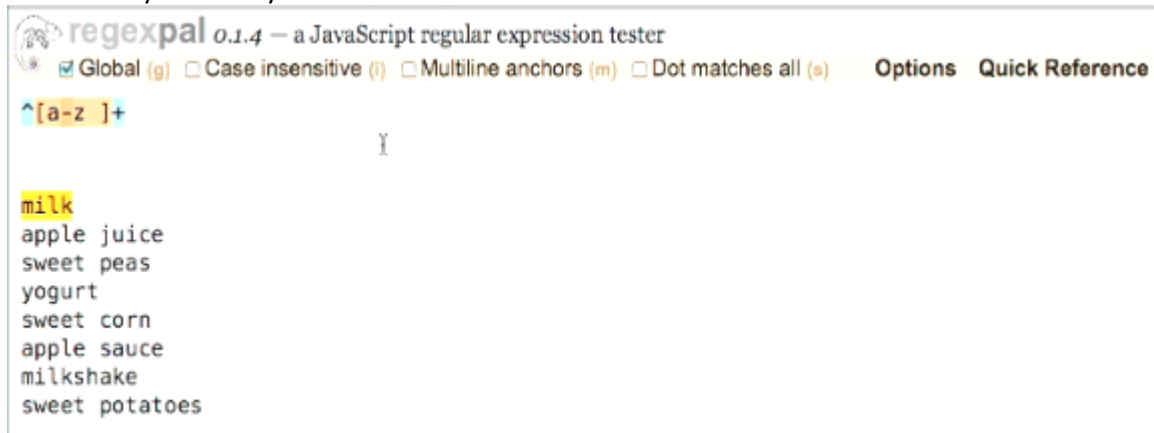 regexpal 0.1.4 — a JavaScript regular expression tester
Global (g) Case insensitive (i) Multiline anchors (m) Dot matches all (s) Options Quick Reference
^[a-z ]+
milk
apple juice
sweet peas
yogurt
sweet corn
apple sauce
milkshake
sweet potatoes